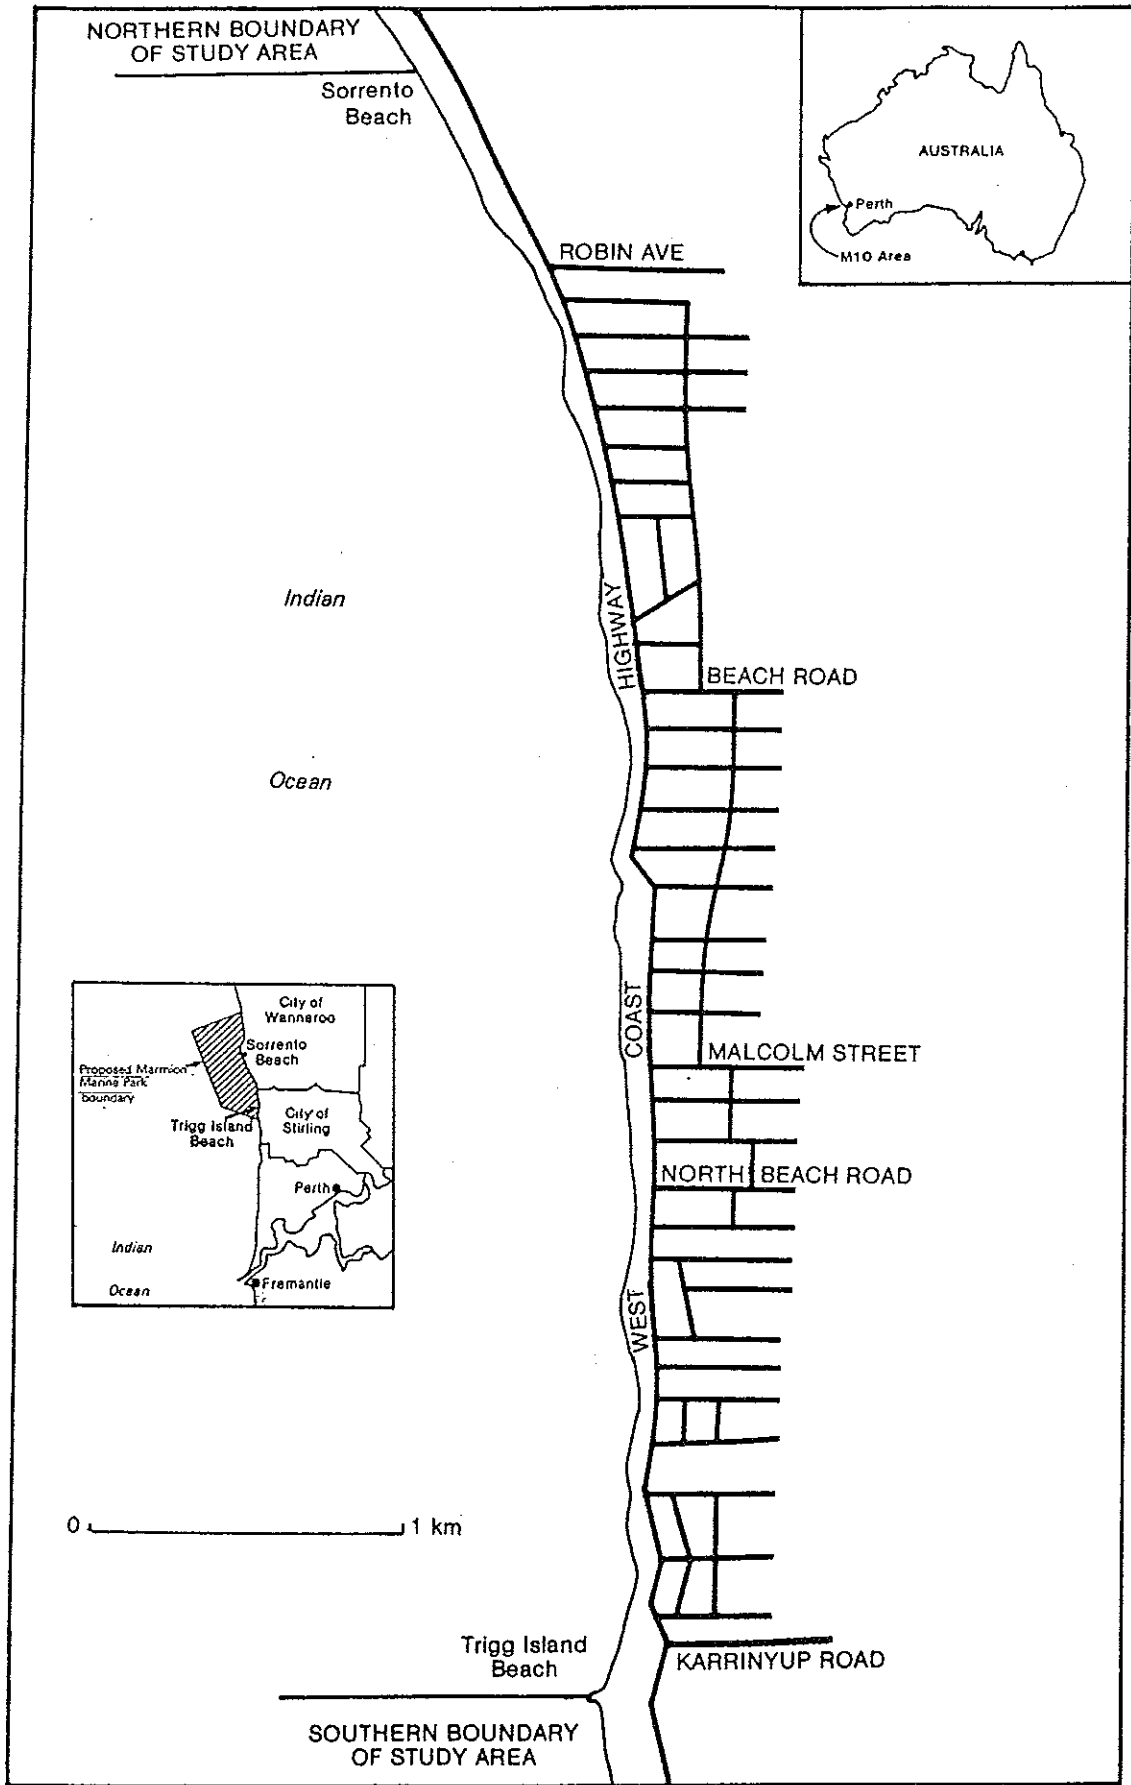 NORTHERN BOUNDARY
OF STUDY AREA
Sorrento
Beach
AUSTRALIA
Perth
M10 Area
ROBIN AVE
Indian
HIGHWAY
BEACH ROAD
Ocean
COAST
MALCOLM STREET
City of
Wanneroo
Sorrento
Beach
Proposed Marmion
Marine Park
boundary
Trigg Island
Beach
City of
Stirling
Perth
Indian
Ocean
Fremantle
NORTH BEACH ROAD
WEST
0 1 km
Trigg Island
Beach
KARRINYUP ROAD
SOUTHERN BOUNDARY
OF STUDY AREA